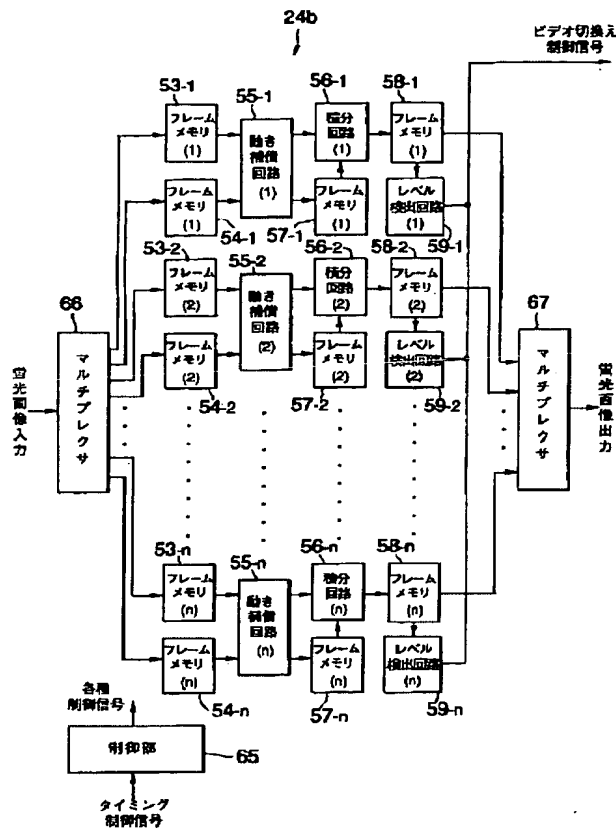 24b
ビデオ切換え
制御信号
53-1
55-1
56-1
58-1
フレーム
メモリ
(1)
動き
補償
回路
(1)
積分
回路
(1)
フレーム
メモリ
(1)
フレーム
メモリ
(1)
フレーム
メモリ
(1)
レベル
検出回路
(1)
54-1
57-1
59-1
53-2
55-2
56-2
58-2
フレーム
メモリ
(2)
動き
補償
回路
(2)
積分
回路
(2)
フレーム
メモリ
(2)
フレーム
メモリ
(2)
フレーム
メモリ
(2)
レベル
検出回路
(2)
54-2
57-2
59-2
66
マルチプレクサ
蛍光画像入力
67
マルチプレクサ
蛍光画像出力
53-n
55-n
56-n
58-n
フレーム
メモリ
(n)
動き
補償
回路
(n)
積分
回路
(n)
フレーム
メモリ
(n)
フレーム
メモリ
(n)
フレーム
メモリ
(n)
レベル
検出回路
(n)
54-n
57-n
59-n
各種
制御信号
制御部
65
タイミング
制御信号